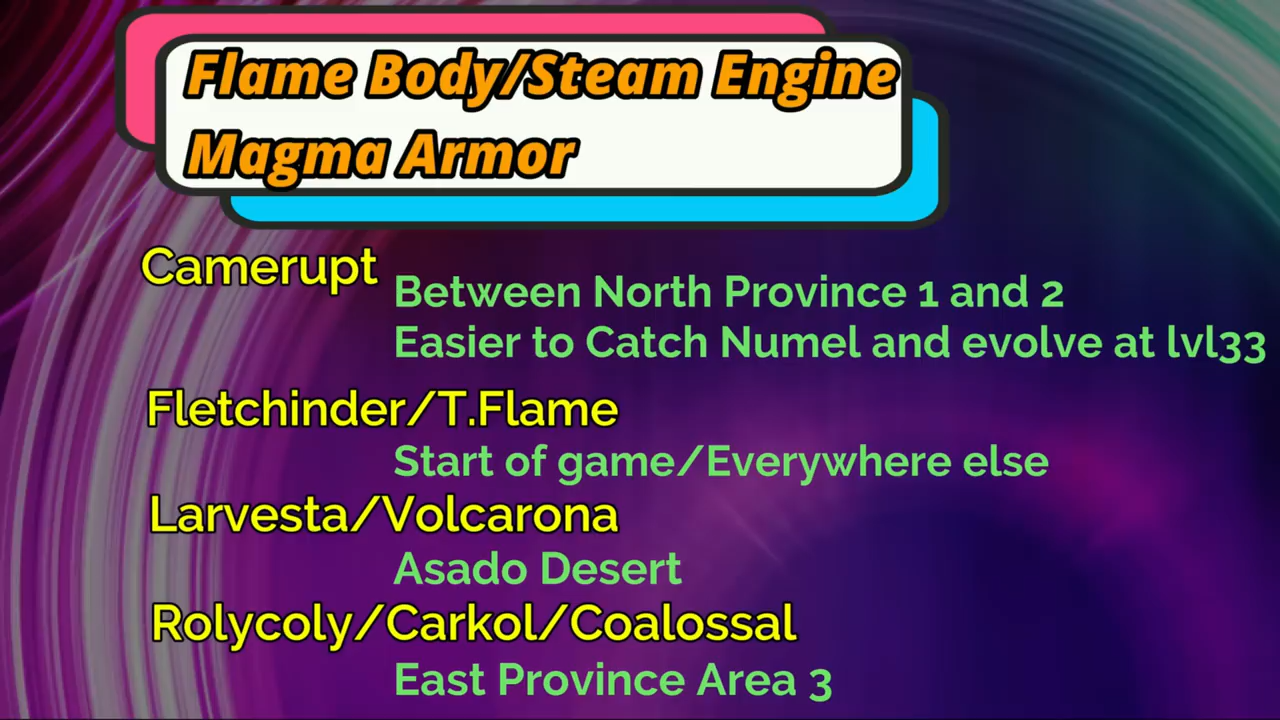 Flame Body/Steam Engine
Magma Armor
Camerupt
Between North Province 1 and 2
Easier to Catch Numel and evolve at lvl33
Fletchinder/T.Flame
Start of game/Everywhere else
Larvesta/Volcarona
Asado Desert
Rolycoly/Carkol/Coalossal
East Province Area 3